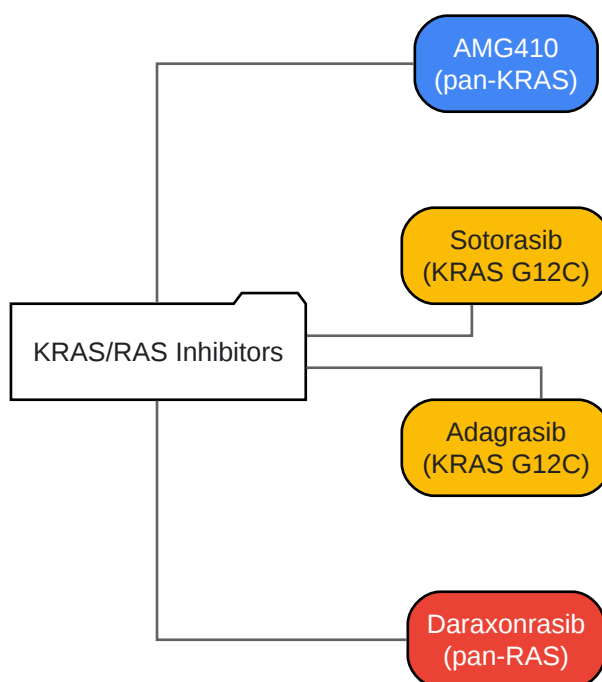 AMG410
(pan-KRAS)
Sotorasib
(KRAS G12C)
KRAS/RAS Inhibitors
Adagrasib
(KRAS G12C)
Daraxonrasib
(pan-RAS)